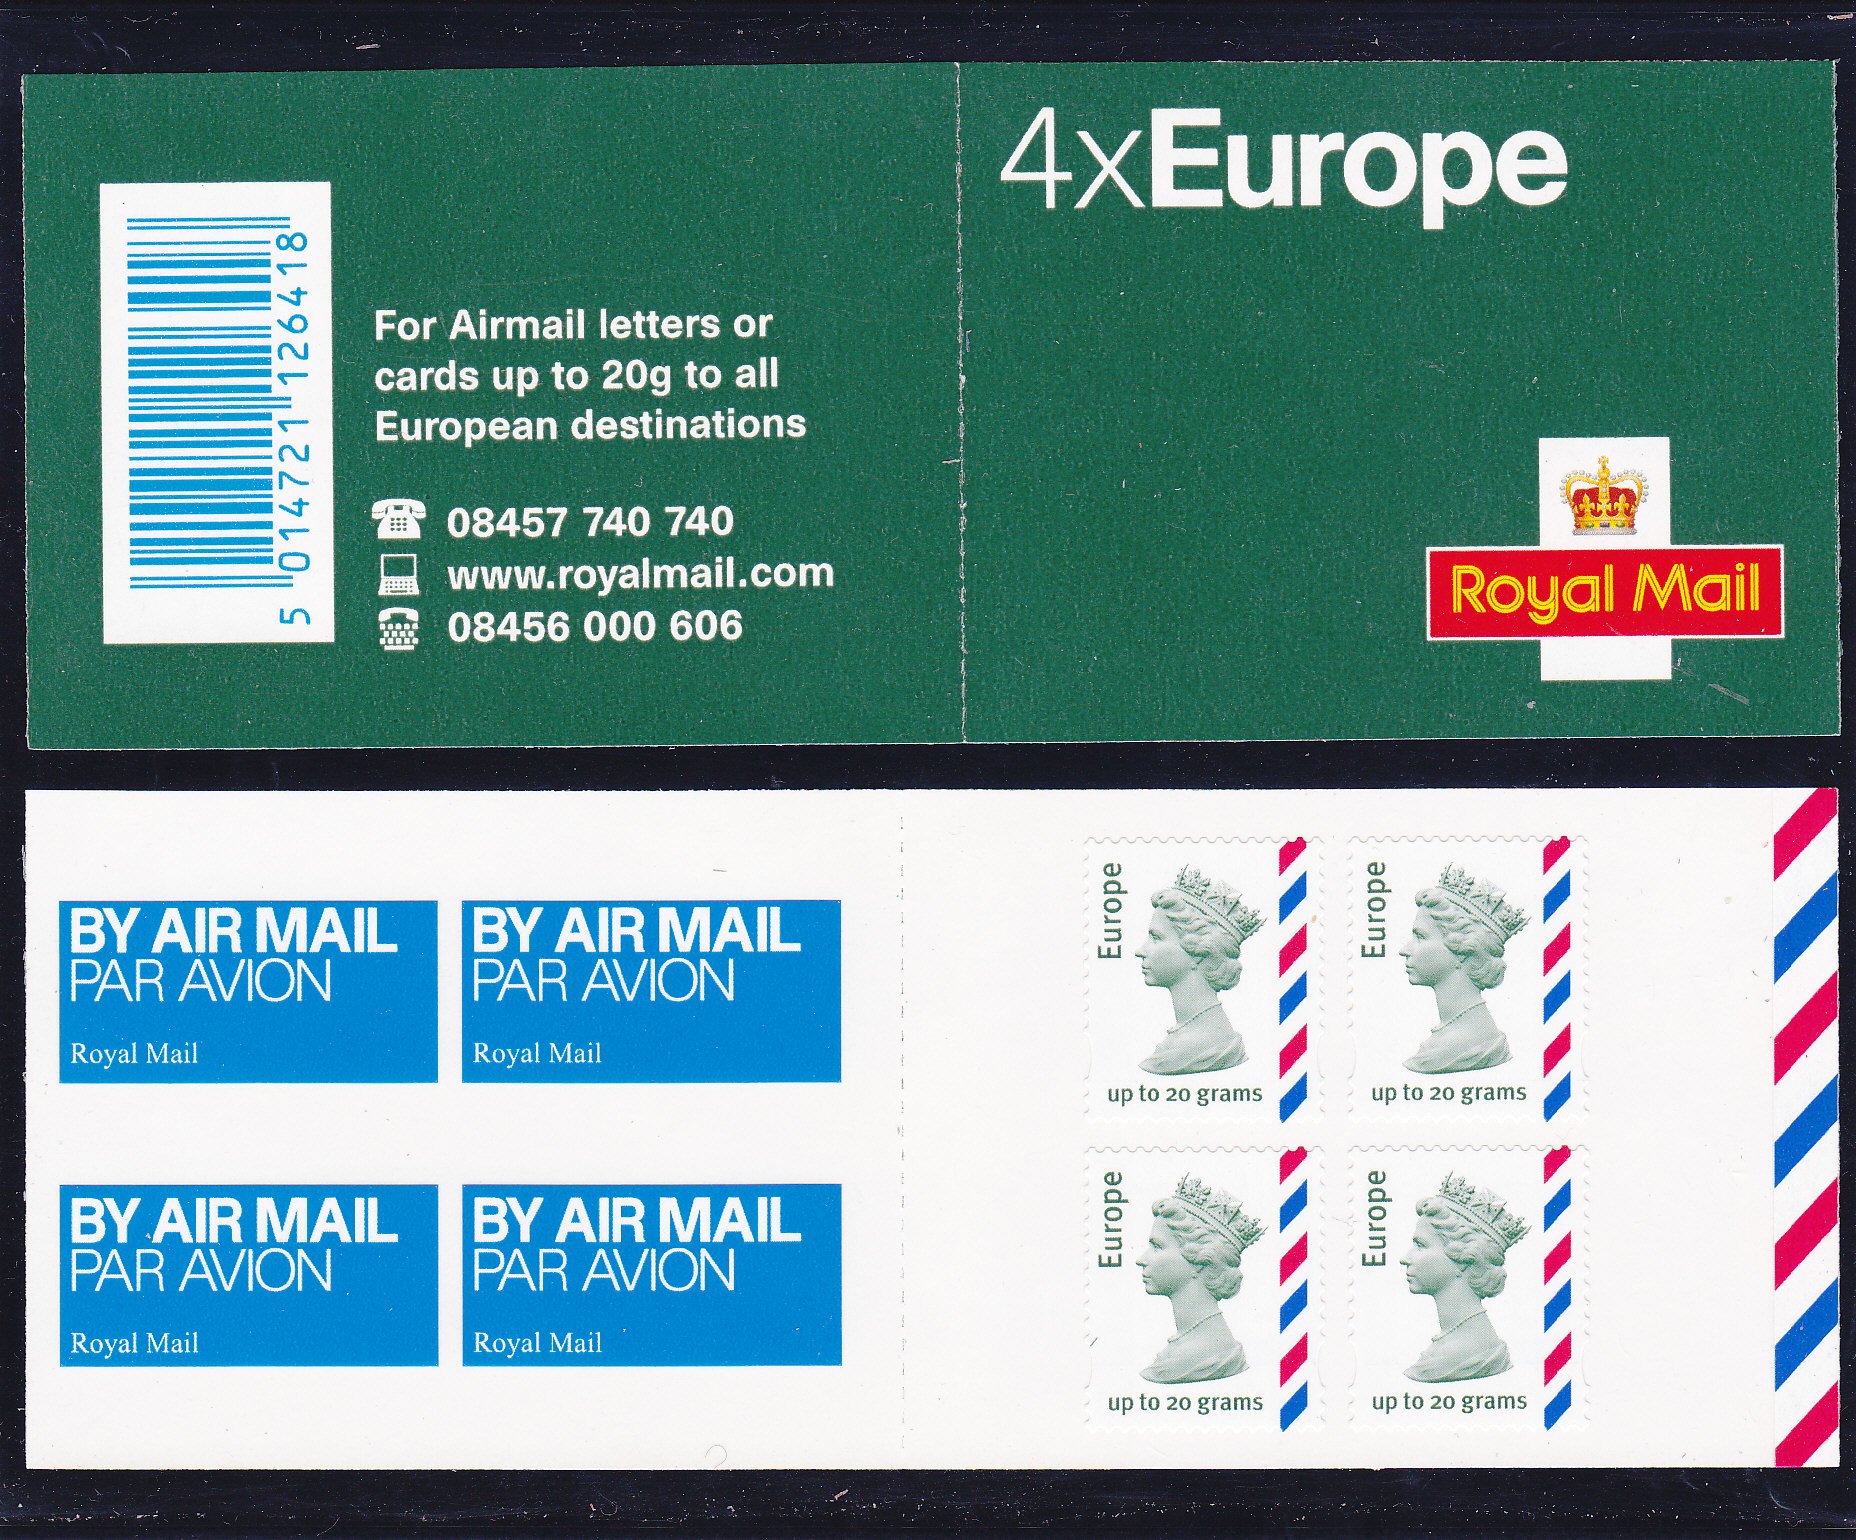 5 014721 126418
For Airmail letters or
cards up to 20g to all
European destinations
08457 740 740
www.royalmail.com
08456 000 606
4xEurope
Royal Mail
BY AIR MAIL
PAR AVION
Royal Mail
BY AIR MAIL
PAR AVION
Royal Mail
BY AIR MAIL
PAR AVION
Royal Mail
BY AIR MAIL
PAR AVION
Royal Mail
Europe
up to 20 grams
Europe
up to 20 grams
Europe
up to 20 grams
Europe
up to 20 grams